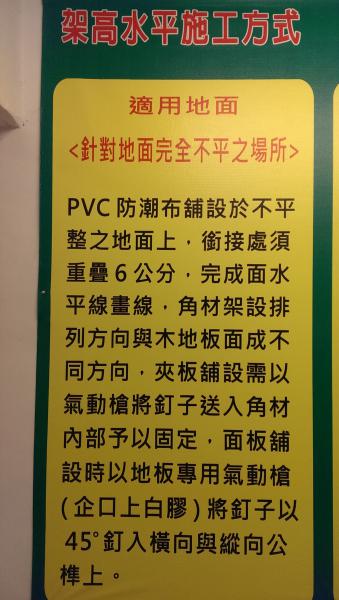 架高水平施工方式
適用地面
<針對地面完全不平之場所>
PVC防潮布舖設於不平
整之地面上，銜接處須
重疊6公分，完成面水
平線畫線，角材架設排
列方向與木地板面成不
同方向，夾板舖設需以
氣動槍將釘子送入角材
內部予以固定，面板舖
設時以地板專用氣動槍
(企口上白膠)將釘子以
45°釘入橫向與縱向公
榫上。